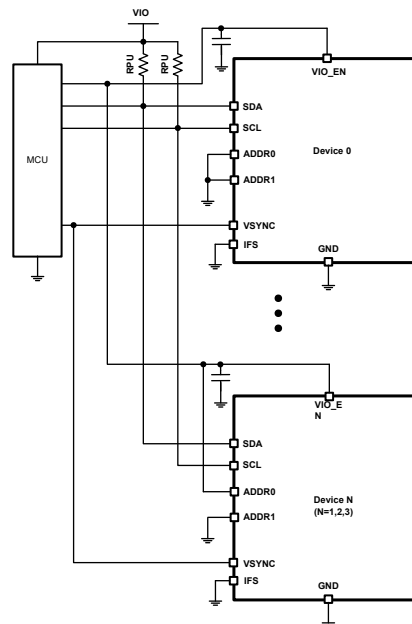 VIO
RPU
RPU
VIO_EN
MCU
SDA
SCL
ADDR0
Device 0
ADDR1
VSYNC
IFS
GND
VIO_E
N
SDA
SCL
ADDR0
Device N
(N=1,2,3)
ADDR1
VSYNC
IFS
GND